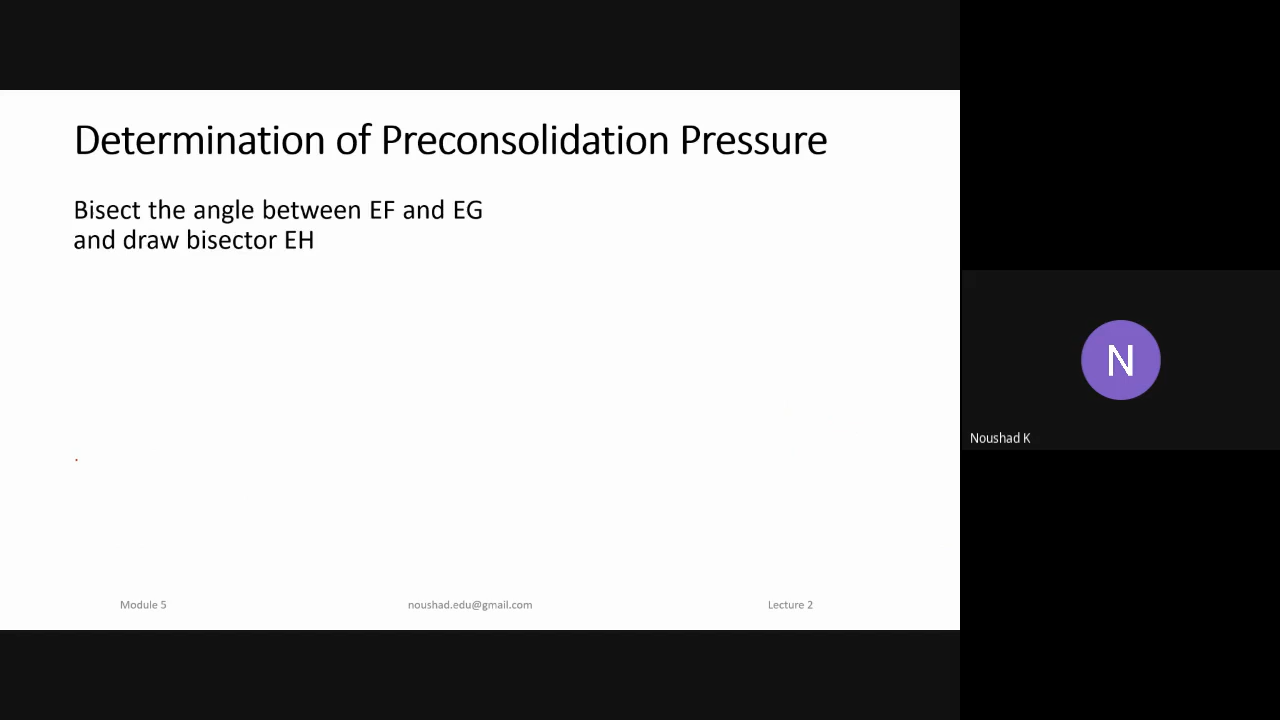 Determination of Preconsolidation Pressure
Bisect the angle between EF and EG
and draw bisector EH
Module 5
noushad.edu@gmail.com
Lecture 2
N
Noushad K